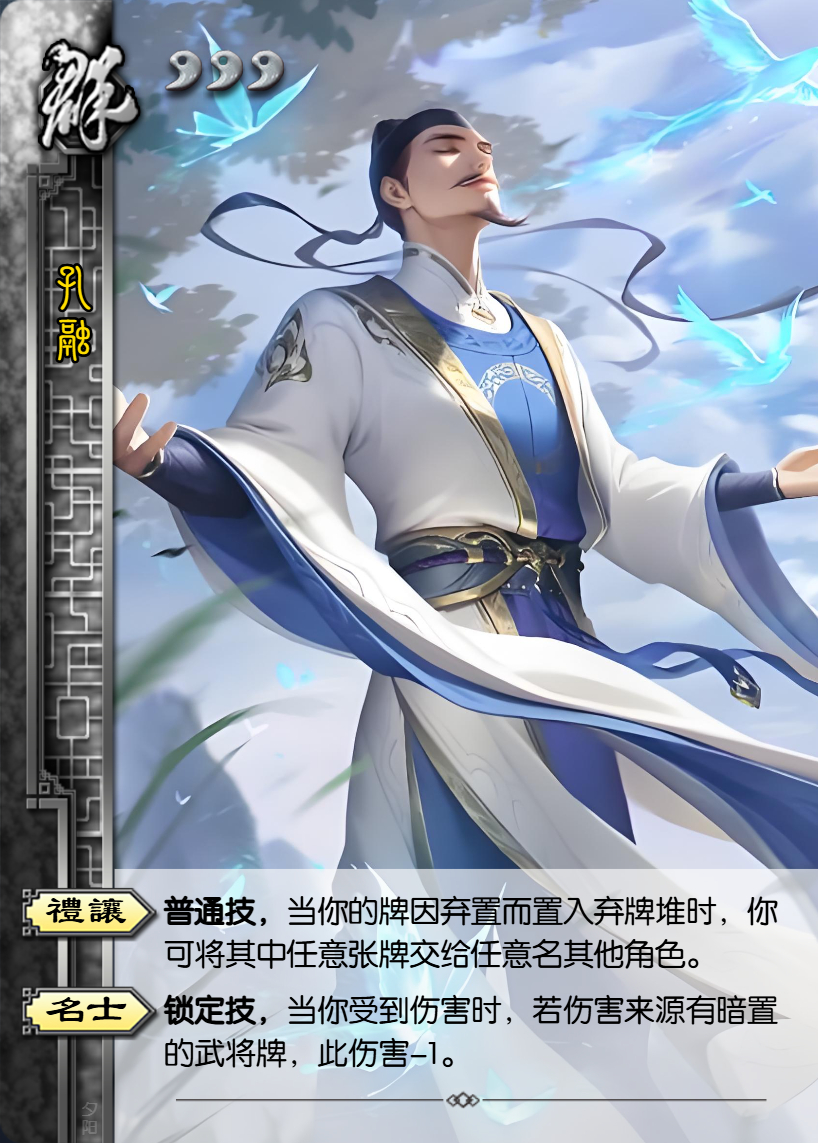 群
孔融
禮讓
普通技，当你的牌因弃置而置入弃牌堆时，你
可将其中任意张牌交给任意名其他角色。
名士
锁定技，当你受到伤害时，若伤害来源有暗置
的武将牌，此伤害-1。
夕阳